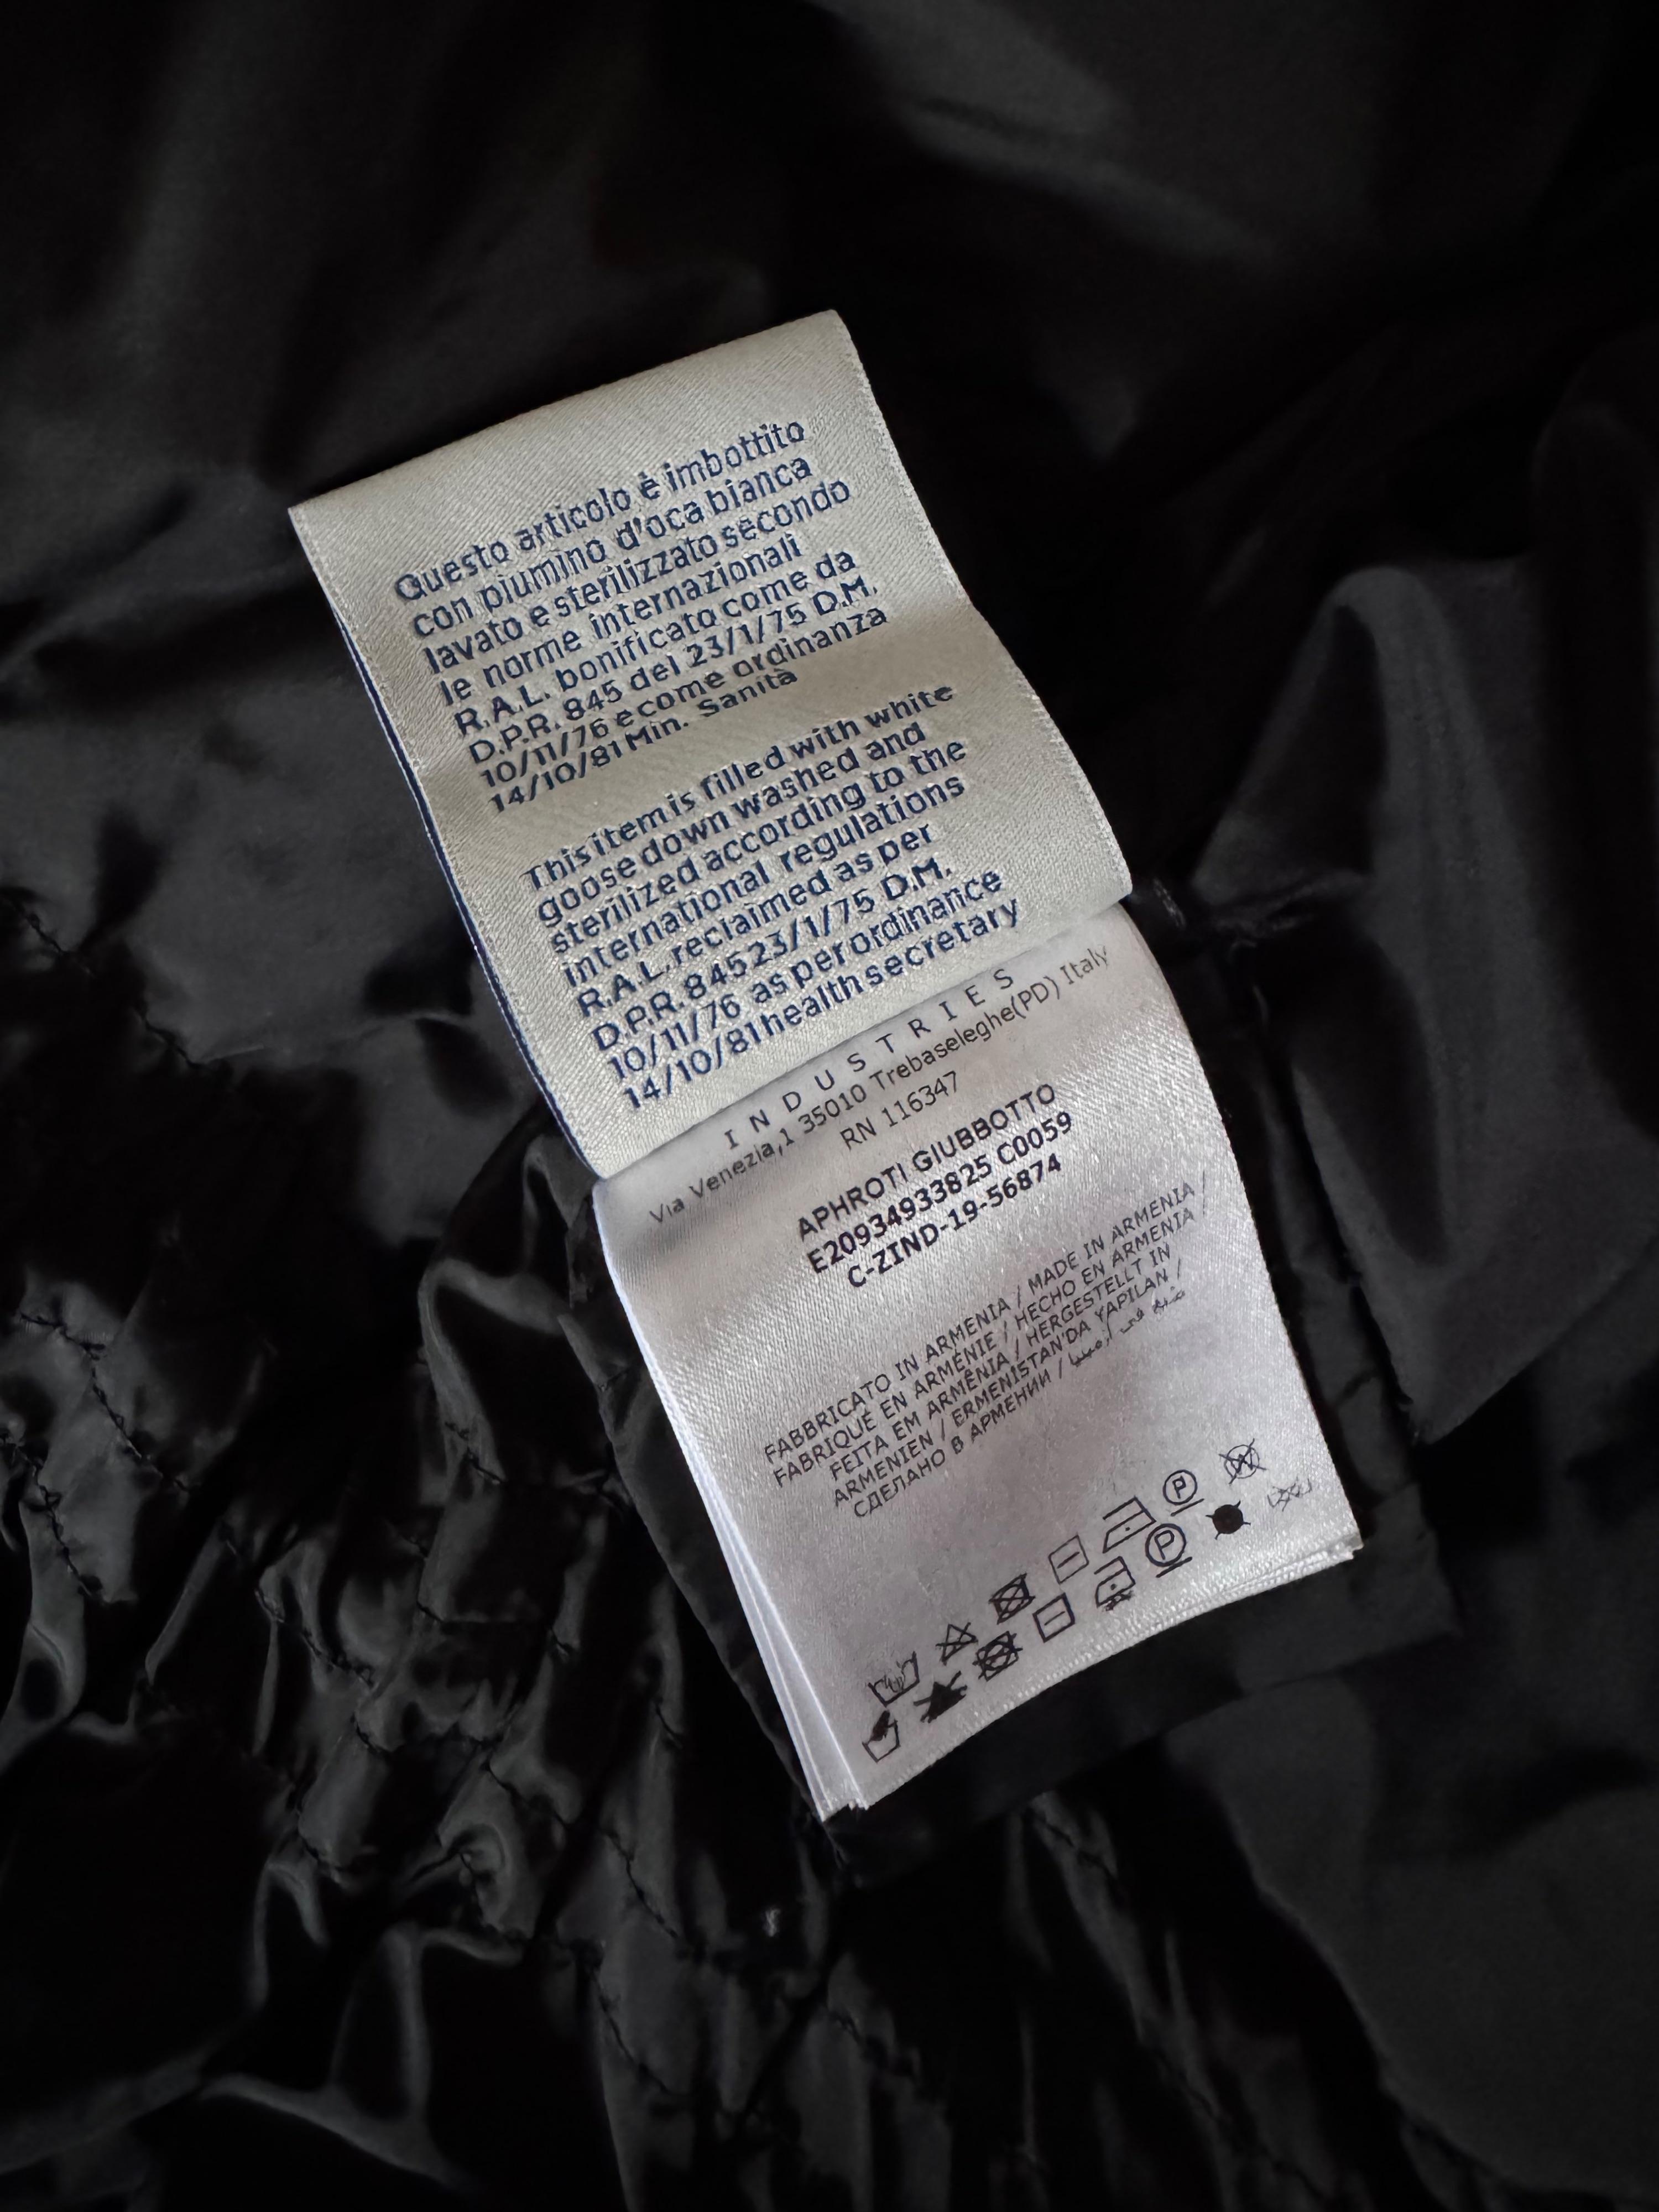 Questo articolo è imbottito
con piumino d'oca bianca
lavato e sterilizzato secondo
le norme internazionali
R.A.L. bonificato come da
D.P.R. 845 del 23/1/75 D.M.
10/11/76 e come ordinanza
14/10/81 Min. Sanità
This item is filled with white
goose down washed and
sterilized according to the
international regulations
R.A.L. reclaimed as per
D.P.R. 845 23/1/75 D.M.
10/11/76 as per ordinance
14/10/81 health secretary
INDUSTRIES
Via Venezia,1 35010 Trebaseleghe(PD) Italy
RN 116347
APHROTI GIUBBOTTO
E20934933825 C0059
C-ZIND-19-56874
FABBRICATO IN ARMENIA / MADE IN ARMENIA /
FABRIQUÉ EN ARMÉNIE / HECHO EN ARMENIA /
FEITA EM ARMÊNIA / HERGESTELLT IN
ARMENIEN / ERMENISTAN'DA YAPILAN /
СДЕЛАНО В АРМЕНИИ / صنع في أرمينيا